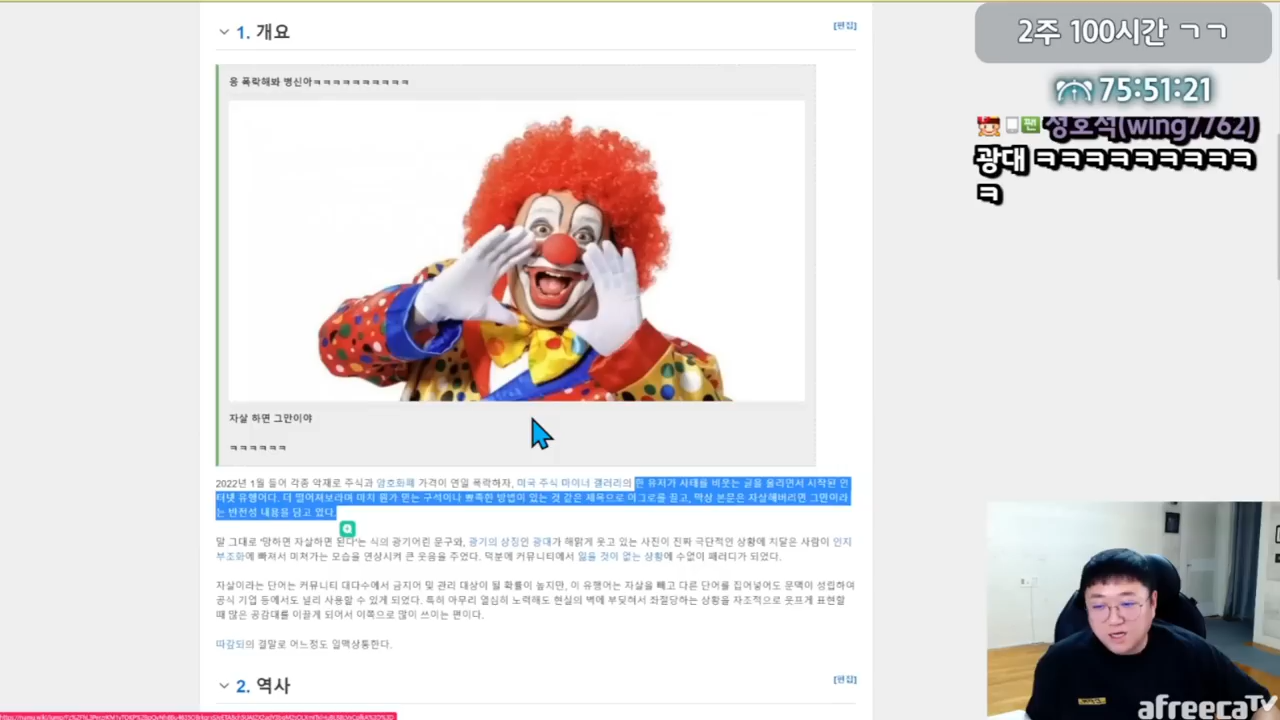 1. 개요
[편집]
응 폭락해봐 병신아ㅋㅋㅋㅋㅋㅋㅋㅋㅋㅋ
자살 하면 그만이야
ㅋㅋㅋㅋㅋㅋ
2022년 1월 들어 각종 악재로 주식과 암호화폐 가격이 연일 폭락하자, 미국 주식 마이너 갤러리의 한 유저가 사태를 비웃는 글을 올리면서 시작된 인
터넷 유행어다. 더 떨어져보라며 마치 뭔가 믿는 구석이나 뾰족한 방법이 있는 것 같은 제목으로 어그로를 끌고, 막상 본문은 자살해버리면 그만이라
는 반전성 내용을 담고 있다.
말 그대로 '망하면 자살하면 된다'는 식의 광기어린 문구와, 광기의 상징인 광대가 해맑게 웃고 있는 사진이 진짜 극단적인 상황에 치달은 사람이 인지
부조화에 빠져서 미쳐가는 모습을 연상시켜 큰 웃음을 주었다. 덕분에 커뮤니티에서 잃을 것이 없는 상황에 수없이 패러디가 되었다.
자살이라는 단어는 커뮤니티 대다수에서 금지어 및 관리 대상이 될 확률이 높지만, 이 유행어는 자살을 빼고 다른 단어를 집어넣어도 문맥이 성립하여
공식 기업 등에서도 널리 사용할 수 있게 되었다. 특히 아무리 열심히 노력해도 현실의 벽에 부딪혀서 좌절당하는 상황을 자조적으로 웃프게 표현할
때 많은 공감대를 이끌게 되어서 이쪽으로 많이 쓰이는 편이다.
따갚되의 결말로 어느정도 일맥상통한다.
2. 역사
[편집]
2주 100시간 ㄱㄱ
75:51:21
팬 성호석(wing7762)
광대 ㅋㅋㅋㅋㅋㅋㅋㅋㅋ
ㅋ
afreecaTV